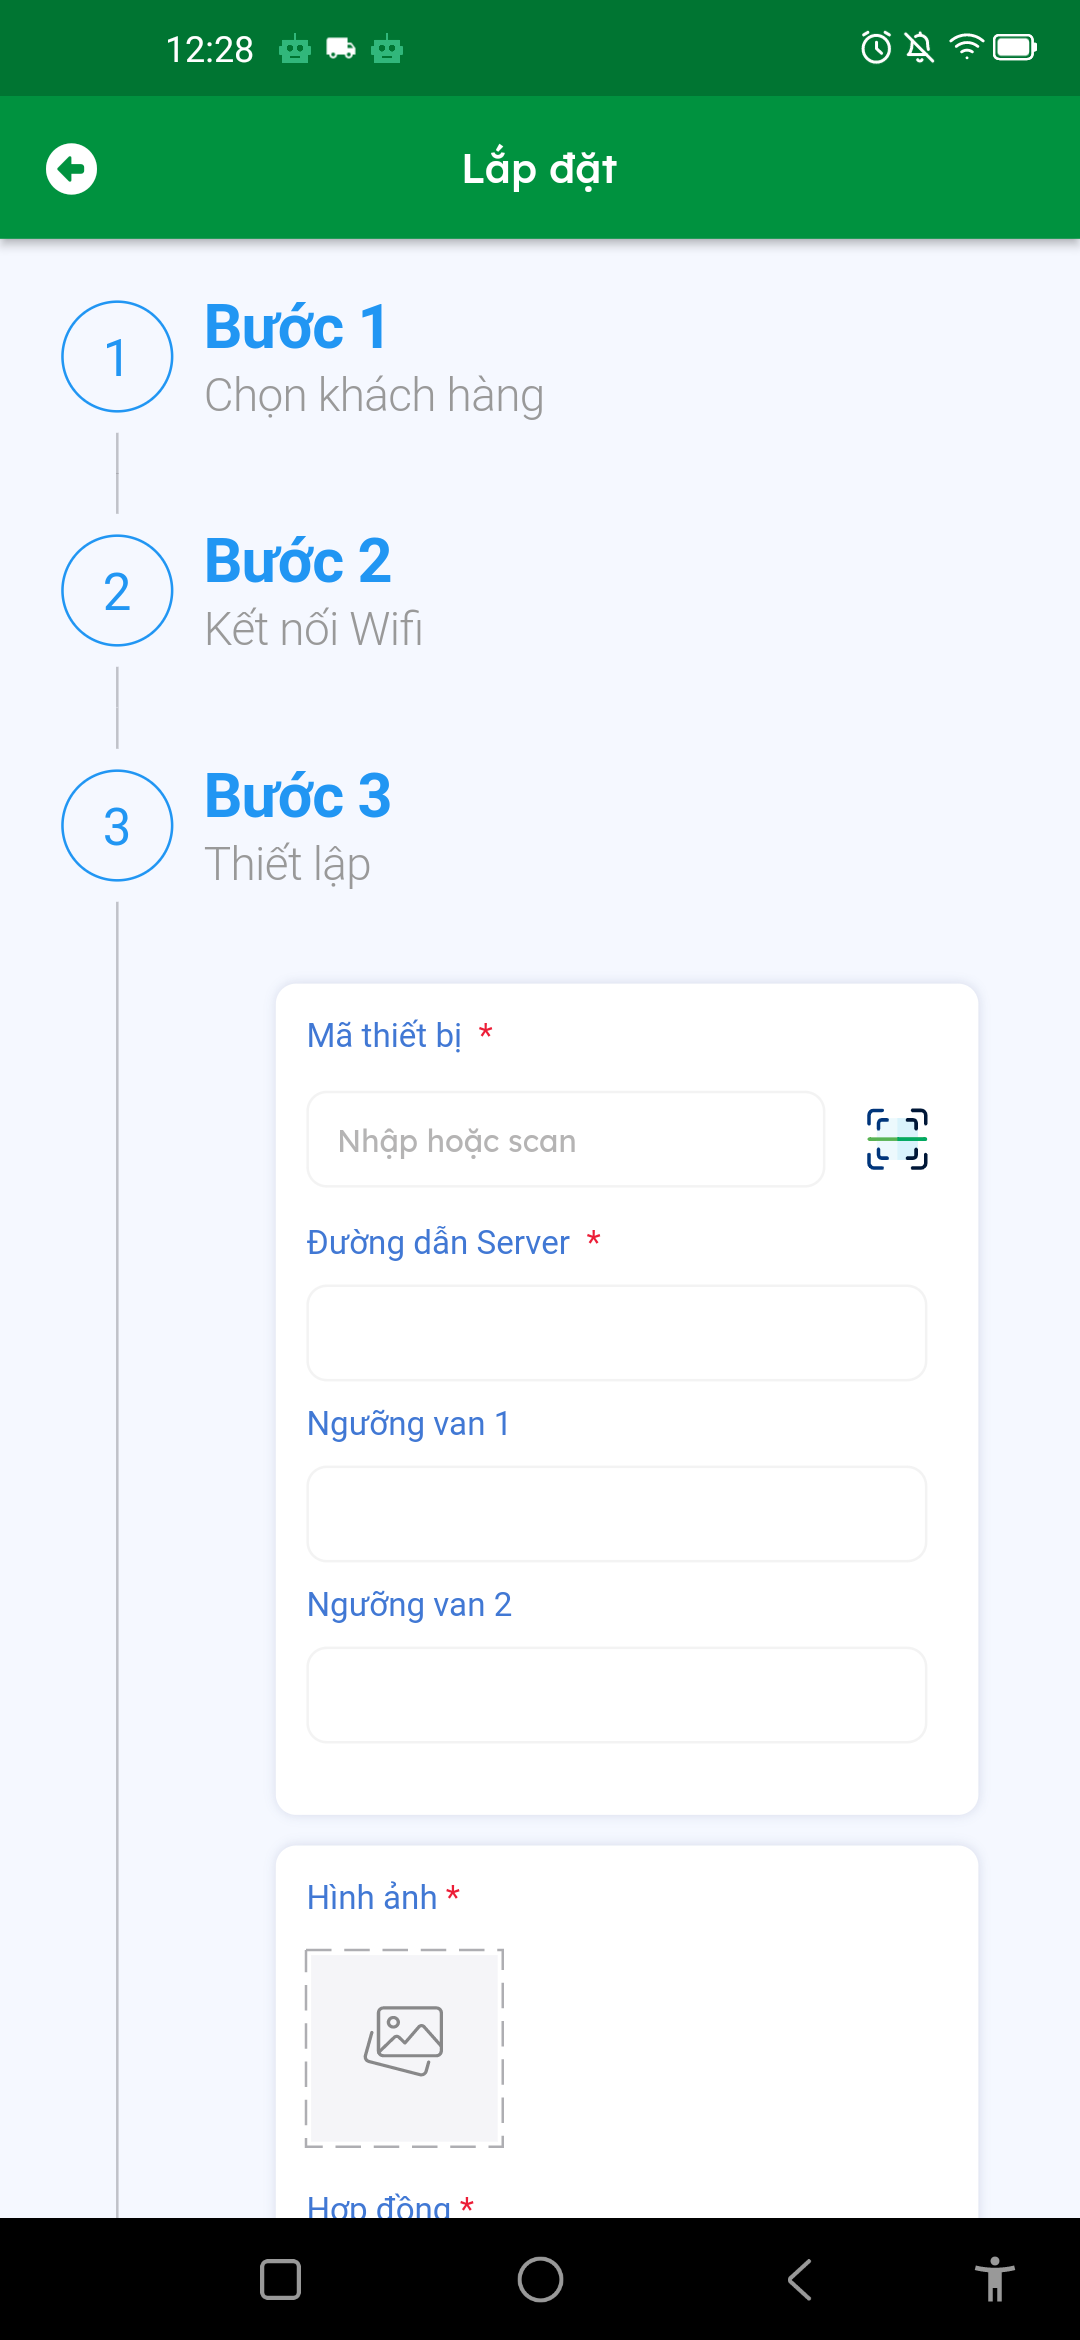 12:28
Lắp đặt
1
Bước 1
Chọn khách hàng
2
Bước 2
Kết nối Wifi
3
Bước 3
Thiết lập
Mã thiết bị *
Nhập hoặc scan
Đường dẫn Server *
Ngưỡng van 1
Ngưỡng van 2
Hình ảnh *
Hợp đồng *